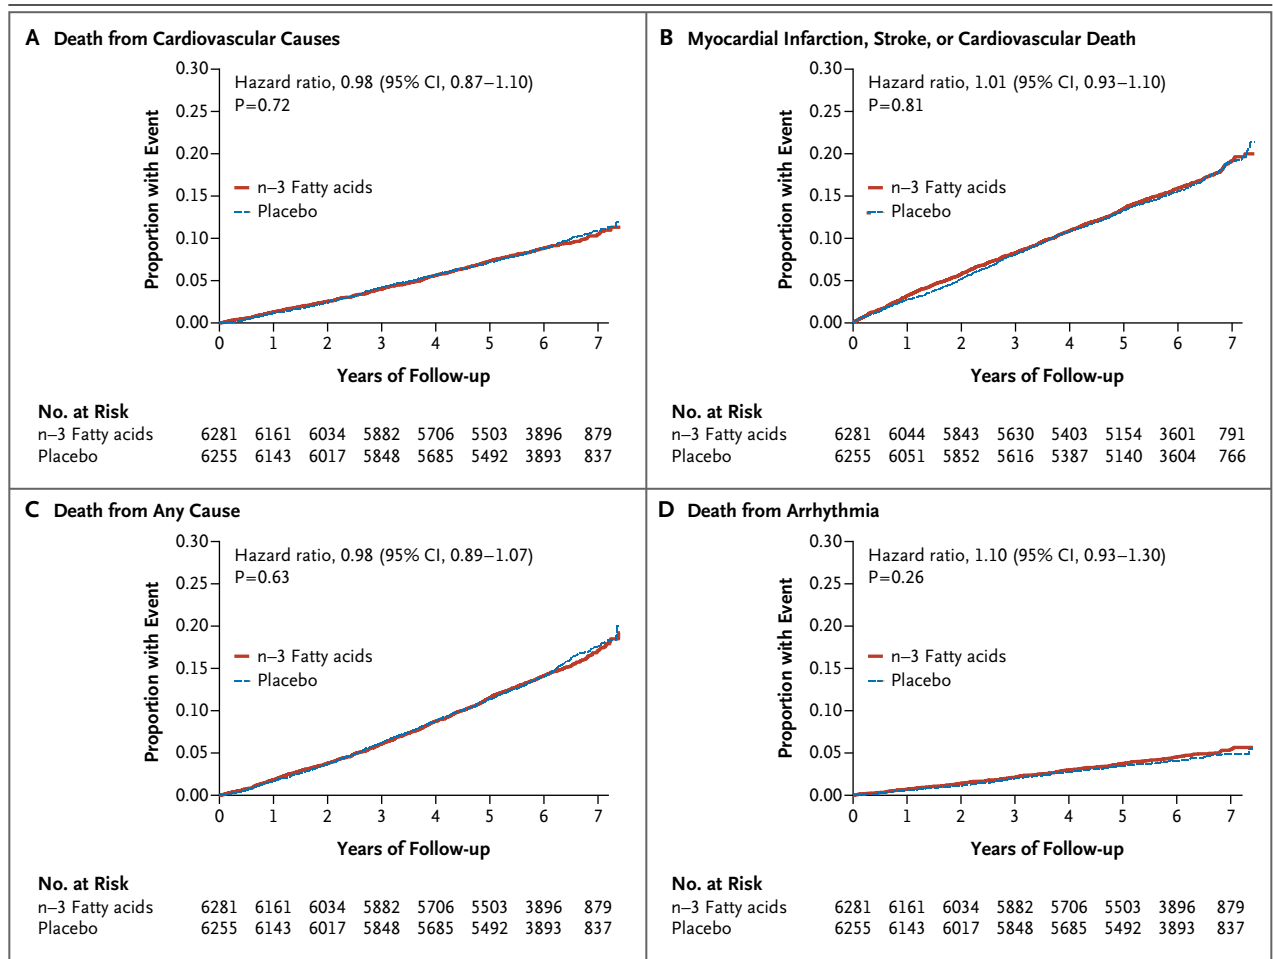 A Death from Cardiovascular Causes
Proportion with Event
0.30
0.25
0.20
0.15
0.10
0.05
0.00
Hazard ratio, 0.98 (95% CI, 0.87–1.10)
P=0.72
n–3 Fatty acids
Placebo
0 1 2 3 4 5 6 7
Years of Follow-up
No. at Risk
n–3 Fatty acids 6281 6161 6034 5882 5706 5503 3896 879
Placebo 6255 6143 6017 5848 5685 5492 3893 837
B Myocardial Infarction, Stroke, or Cardiovascular Death
Proportion with Event
0.30
0.25
0.20
0.15
0.10
0.05
0.00
Hazard ratio, 1.01 (95% CI, 0.93–1.10)
P=0.81
n–3 Fatty acids
Placebo
0 1 2 3 4 5 6 7
Years of Follow-up
No. at Risk
n–3 Fatty acids 6281 6044 5843 5630 5403 5154 3601 791
Placebo 6255 6051 5852 5616 5387 5140 3604 766
C Death from Any Cause
Proportion with Event
0.30
0.25
0.20
0.15
0.10
0.05
0.00
Hazard ratio, 0.98 (95% CI, 0.89–1.07)
P=0.63
n–3 Fatty acids
Placebo
0 1 2 3 4 5 6 7
Years of Follow-up
No. at Risk
n–3 Fatty acids 6281 6161 6034 5882 5706 5503 3896 879
Placebo 6255 6143 6017 5848 5685 5492 3893 837
D Death from Arrhythmia
Proportion with Event
0.30
0.25
0.20
0.15
0.10
0.05
0.00
Hazard ratio, 1.10 (95% CI, 0.93–1.30)
P=0.26
n–3 Fatty acids
Placebo
0 1 2 3 4 5 6 7
Years of Follow-up
No. at Risk
n–3 Fatty acids 6281 6161 6034 5882 5706 5503 3896 879
Placebo 6255 6143 6017 5848 5685 5492 3893 837